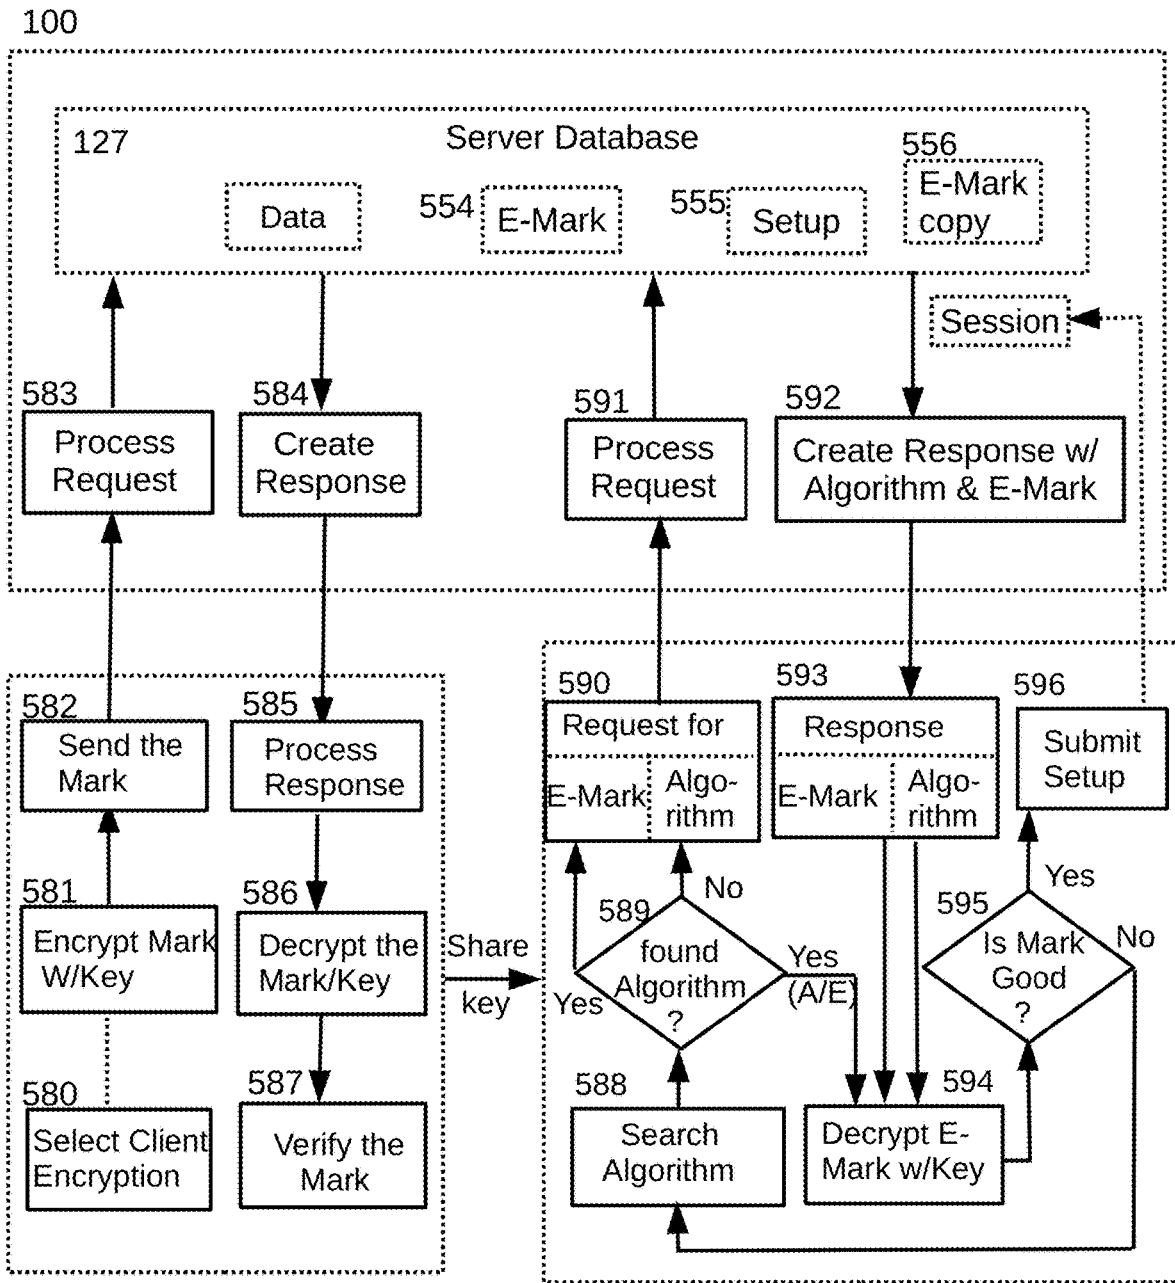 100
127
Server Database
556
Data
554
E-Mark
555
Setup
E-Mark
copy
Session
583
Process
Request
584
Create
Response
591
Process
Request
592
Create Response w/
Algorithm & E-Mark
582
Send the
Mark
585
Process
Response
590
Request for
E-Mark
Algo-
rithm
593
Response
E-Mark
Algo-
rithm
596
Submit
Setup
581
Encrypt Mark
W/Key
586
Decrypt the
Mark/Key
Share
key
589
found
Algorithm
?
No
Yes
Yes
(A/E)
595
Is Mark
Good
?
Yes
No
580
Select Client
Encryption
587
Verify the
Mark
588
Search
Algorithm
594
Decrypt E-
Mark w/Key